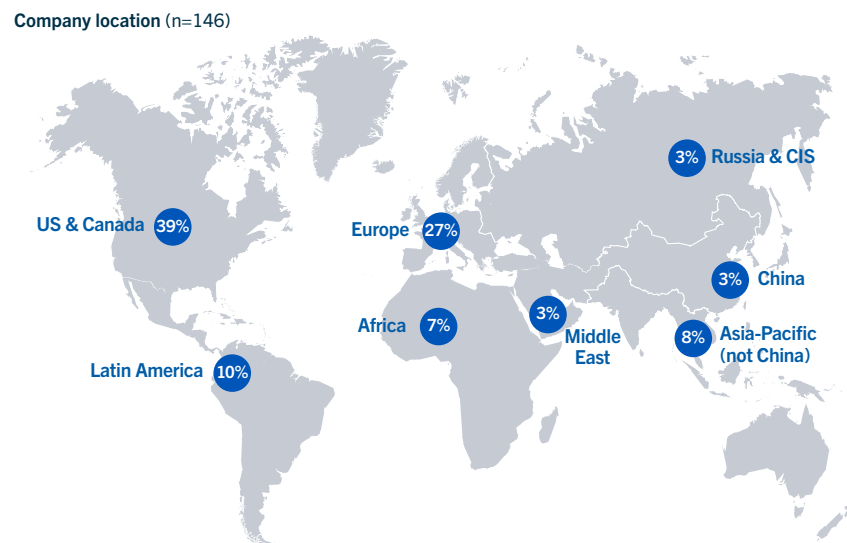 Company location (n=146)
3% Russia & CIS
US & Canada 39%
Europe 27%
3% China
Africa 7%
3%
Middle
East
8% Asia-Pacific
(not China)
Latin America 10%